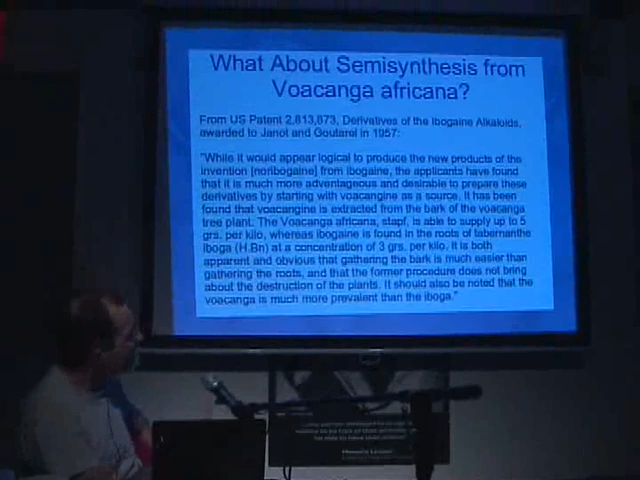 What About Semisynthesis from
Voacanga africana?
From US Patent 2,813,873, Derivatives of the Ibogaine Alkaloids,
awarded to Janot and Goutarel in 1957:
"While it would appear logical to produce the new products of the
invention [noribogaine] from ibogaine, the applicants have found
that it is much more advantageous and desirable to prepare these
derivatives by starting with voacangine as a source. It has been
found that voacangine is extracted from the bark of the voacanga
tree plant. The Voacanga africana, stapf, is able to supply up to 5
grs. per kilo, whereas ibogaine is found in the roots of tabernanthe
iboga (H.Bn) at a concentration of 3 grs. per kilo. It is both
apparent and obvious that gathering the bark is much easier than
gathering the roots, and that the former procedure does not bring
about the destruction of the plants. It should also be noted that the
voacanga is much more prevalent than the iboga."